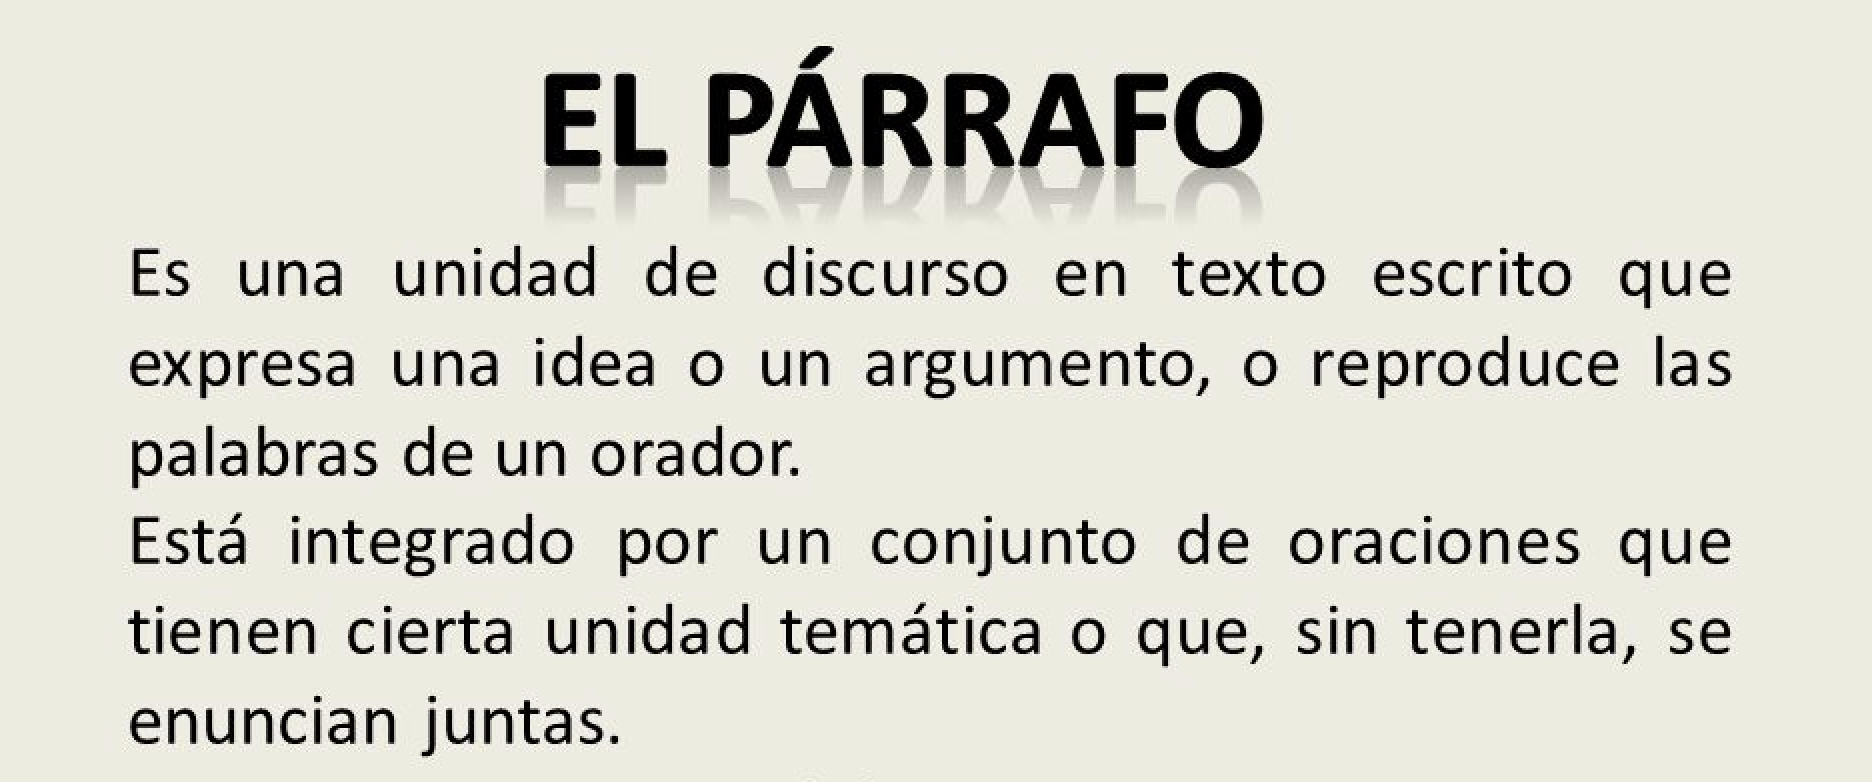 EL PÁRRAFO
Es una unidad de discurso en texto escrito que
expresa una idea o un argumento, o reproduce las
palabras de un orador.
Está integrado por un conjunto de oraciones que
tienen cierta unidad temática o que, sin tenerla, se
enuncian juntas.